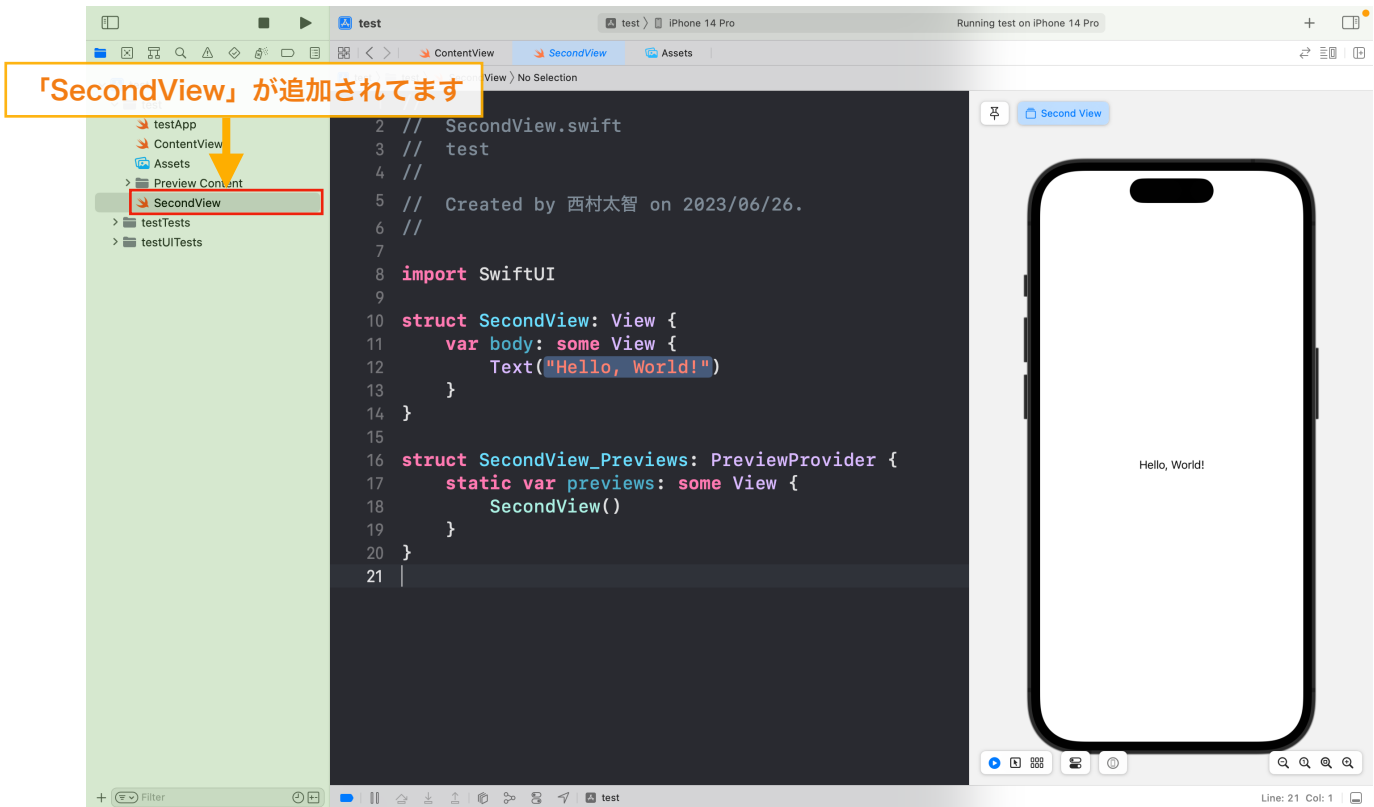 test
test 〉 iPhone 14 Pro
Running test on iPhone 14 Pro
ContentView
SecondView
Assets
View 〉 No Selection
「SecondView」が追加されてます
testApp
ContentView
Assets
Preview Content
SecondView
testTests
testUITests
2 // SecondView.swift
3 // test
4 //
5 // Created by 西村太智 on 2023/06/26.
6 //
7
8 import SwiftUI
9
10 struct SecondView: View {
11 var body: some View {
12 Text("Hello, World!")
13 }
14 }
15
16 struct SecondView_Previews: PreviewProvider {
17 static var previews: some View {
18 SecondView()
19 }
20 }
21
Second View
Hello, World!
Filter
test
Line: 21 Col: 1